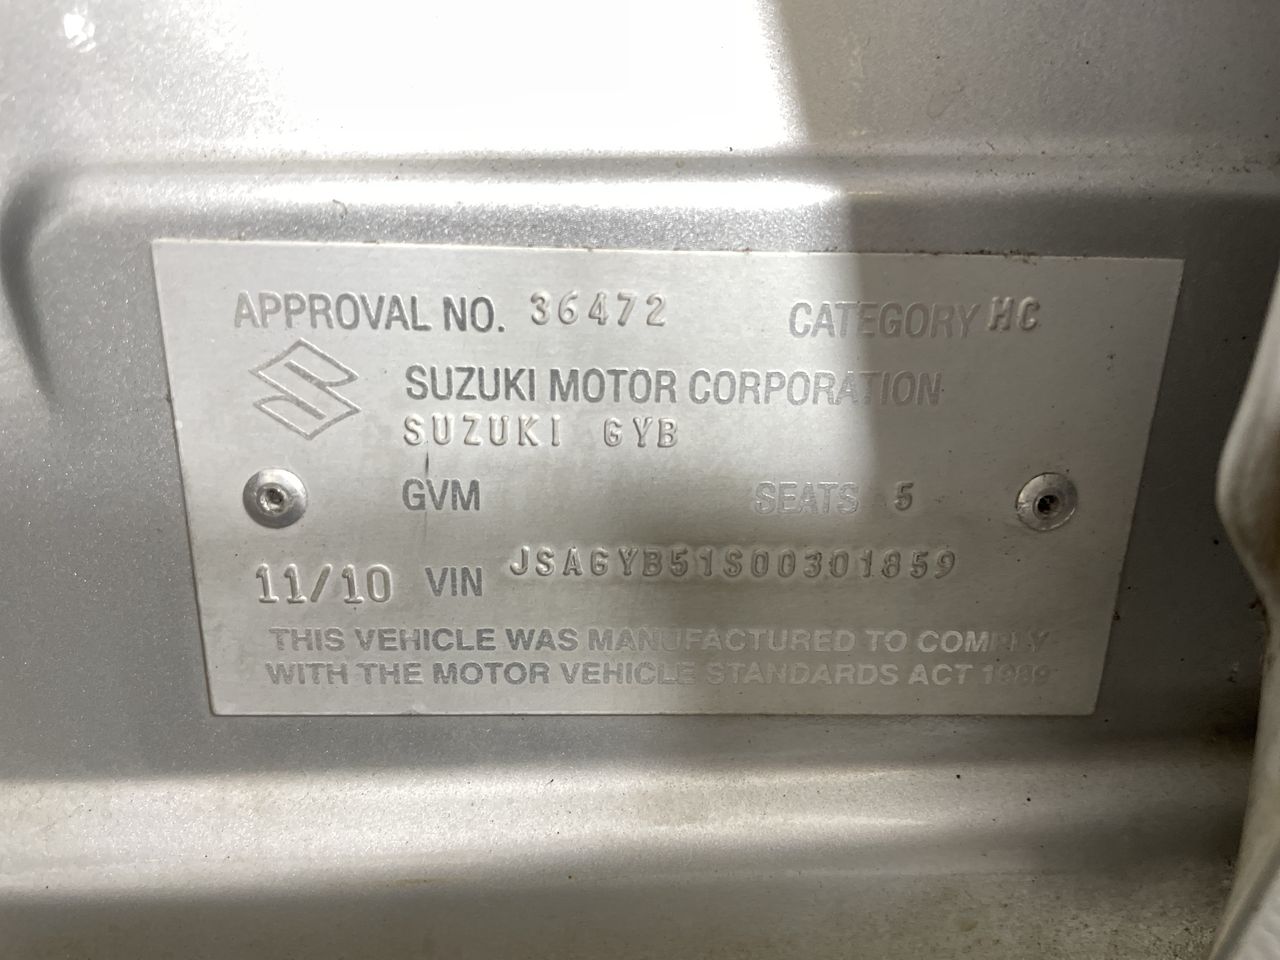 APPROVAL NO. 36472 CATEGORY MC
SUZUKI MOTOR CORPORATION
SUZUKI GYB
GVM SEATS 5
11/10 VIN JSAGYB51S00301859
THIS VEHICLE WAS MANUFACTURED TO COMPLY
WITH THE MOTOR VEHICLE STANDARDS ACT 1989